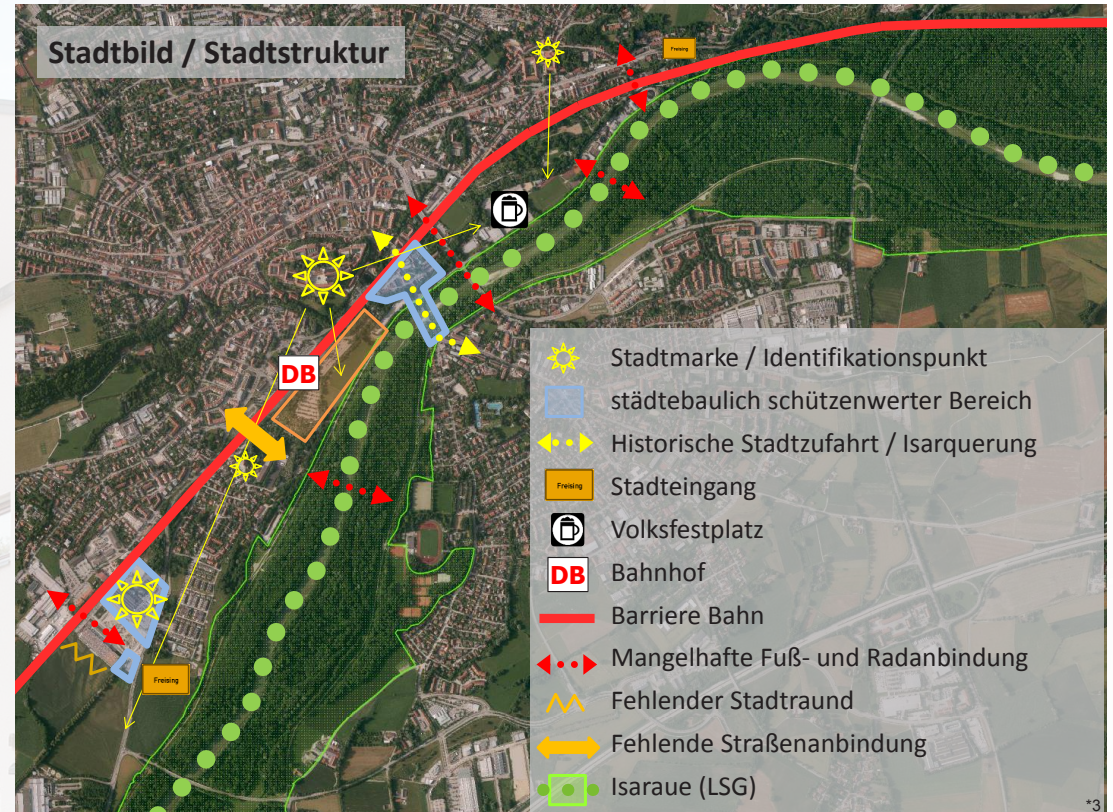 Stadtbild / Stadtstruktur
Freising
DB
Freising
Stadtmarke / Identifikationspunkt
städtebaulich schützenwerter Bereich
Historische Stadtzufahrt / Isarquerung
Freising
Stadteingang
Volksfestplatz
DB
Bahnhof
Barriere Bahn
Mangelhafte Fuß- und Radanbindung
Fehlender Stadtraund
Fehlende Straßenanbindung
Isaraue (LSG)
*3